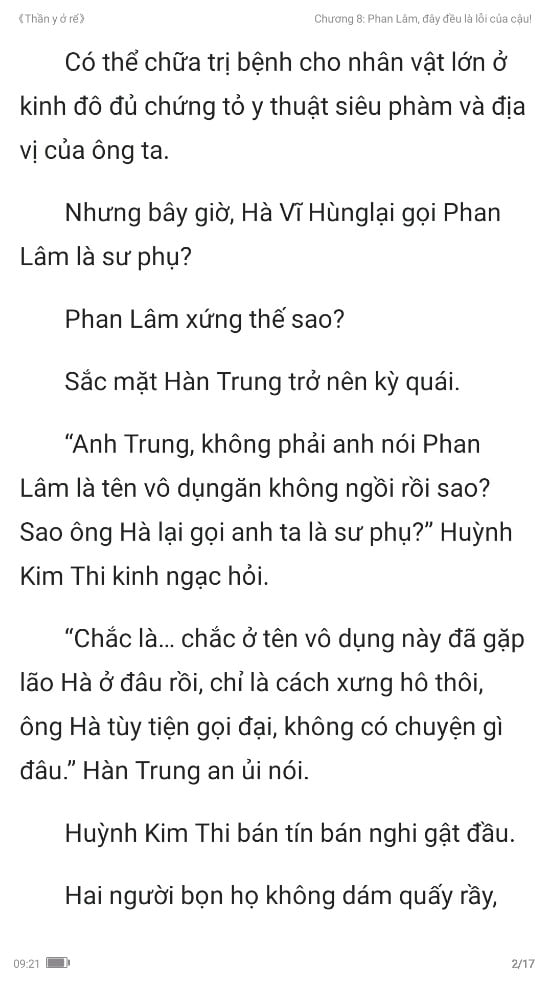 《Thần y ở rể》
Chương 8: Phan Lâm, đây đều là lỗi của cậu!
Có thể chữa trị bệnh cho nhân vật lớn ở
kinh đô đủ chứng tỏ y thuật siêu phàm và địa
vị của ông ta.
Nhưng bây giờ, Hà Vĩ Hùnglại gọi Phan
Lâm là sư phụ?
Phan Lâm xứng thế sao?
Sắc mặt Hàn Trung trở nên kỳ quái.
“Anh Trung, không phải anh nói Phan
Lâm là tên vô dụngăn không ngồi rồi sao?
Sao ông Hà lại gọi anh ta là sư phụ?” Huỳnh
Kim Thi kinh ngạc hỏi.
“Chắc là... chắc ở tên vô dụng này đã gặp
lão Hà ở đâu rồi, chỉ là cách xưng hô thôi,
ông Hà tùy tiện gọi đại, không có chuyện gì
đâu.” Hàn Trung an ủi nói.
Huỳnh Kim Thi bán tín bán nghi gật đầu.
Hai người bọn họ không dám quấy rầy,
09:21
2/17